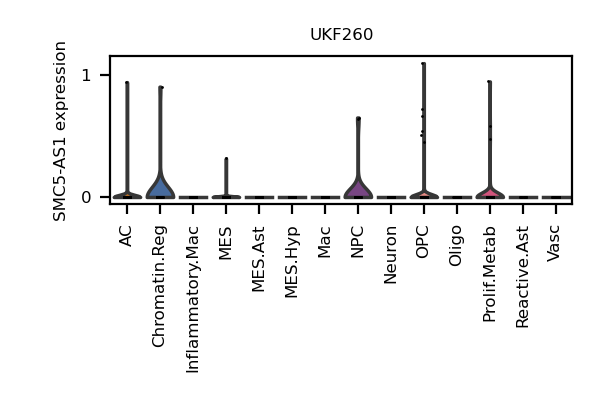 UKF260
SMC5-AS1 expression
1
0
AC
Chromatin.Reg
Inflammatory.Mac
MES
MES.Ast
MES.Hyp
Mac
NPC
Neuron
OPC
Oligo
Prolif.Metab
Reactive.Ast
Vasc